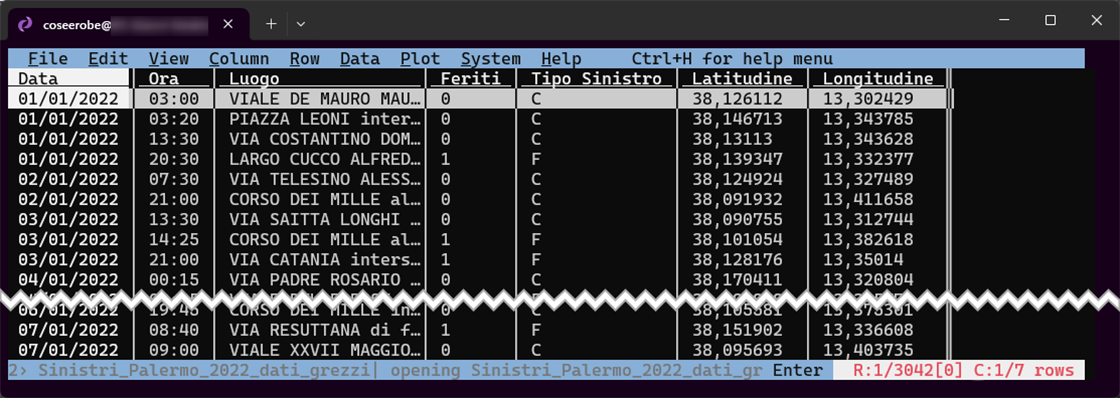 coseerobe@
File Edit View Column Row Data Plot System Help Ctrl+H for help menu
Data Ora Luogo Feriti Tipo Sinistro Latitudine Longitudine
01/01/2022 03:00 VIALE DE MAURO MAU… 0 C 38,126112 13,302429
01/01/2022 03:20 PIAZZA LEONI inter… 0 C 38,146713 13,343785
01/01/2022 13:30 VIA COSTANTINO DOM… 0 C 38,13113 13,343628
01/01/2022 20:30 LARGO CUCCO ALFRED… 1 F 38,139347 13,332377
02/01/2022 07:30 VIA TELESINO ALESS… 0 C 38,124924 13,327489
02/01/2022 21:00 CORSO DEI MILLE al… 0 C 38,091932 13,411658
03/01/2022 13:30 VIA SAITTA LONGHI … 0 C 38,090755 13,312744
03/01/2022 14:25 CORSO DEI MILLE al… 1 F 38,101054 13,382618
03/01/2022 21:00 VIA CATANIA inters… 1 F 38,128176 13,35014
04/01/2022 00:15 VIA PADRE ROSARIO … 0 C 38,170411 13,320804
06/01/2022 19:45 CORSO DEI MILLE in… 0 C
07/01/2022 08:40 VIA RESUTTANA di f… 1 F 38,151902 13,336608
07/01/2022 09:00 VIALE XXVII MAGGIO… 0 C 38,095693 13,403735
2› Sinistri_Palermo_2022_dati_grezzi| opening Sinistri_Palermo_2022_dati_gr Enter R:1/3042[0] C:1/7 rows